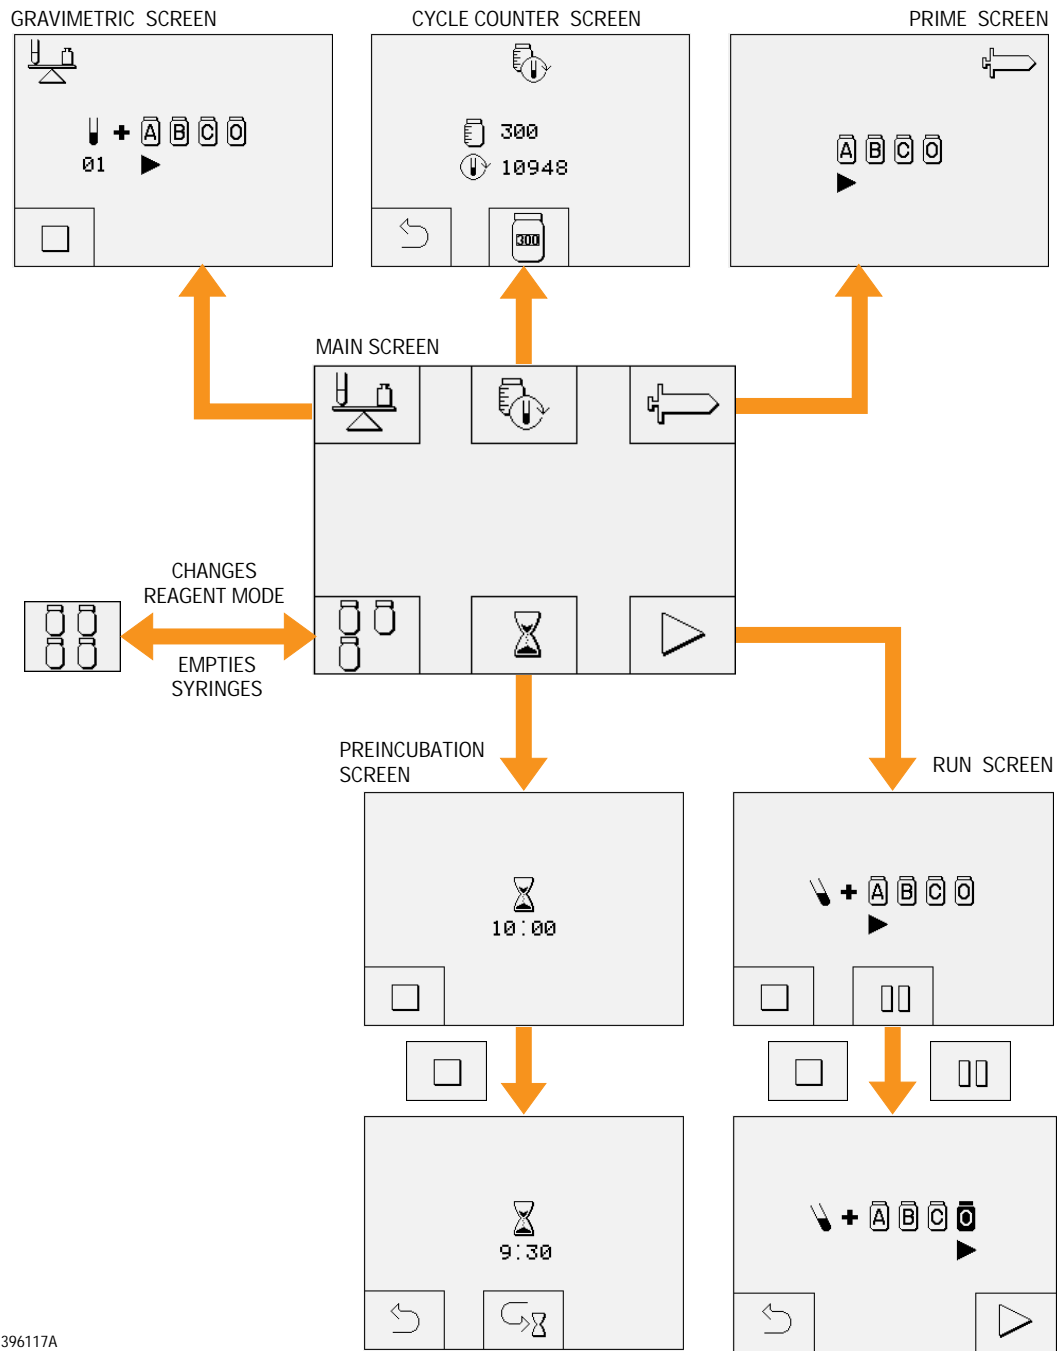 GRAVIMETRIC SCREEN
CYCLE COUNTER SCREEN
PRIME SCREEN
+ A B C O
01
300
10948
300
A B C O
MAIN SCREEN
CHANGES
REAGENT MODE
EMPTIES
SYRINGES
PREINCUBATION
SCREEN
RUN SCREEN
10:00
+ A B C O
9:30
+ A B C O
396117A